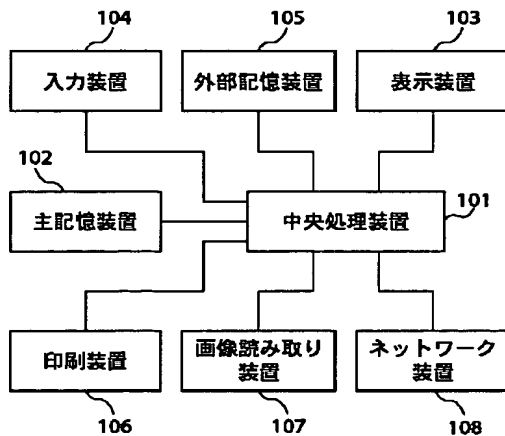 104
105
103
入力装置
外部記憶装置
表示装置
102
主記憶装置
中央処理装置
101
印刷装置
画像読み取り
装置
ネットワーク
装置
106
107
108